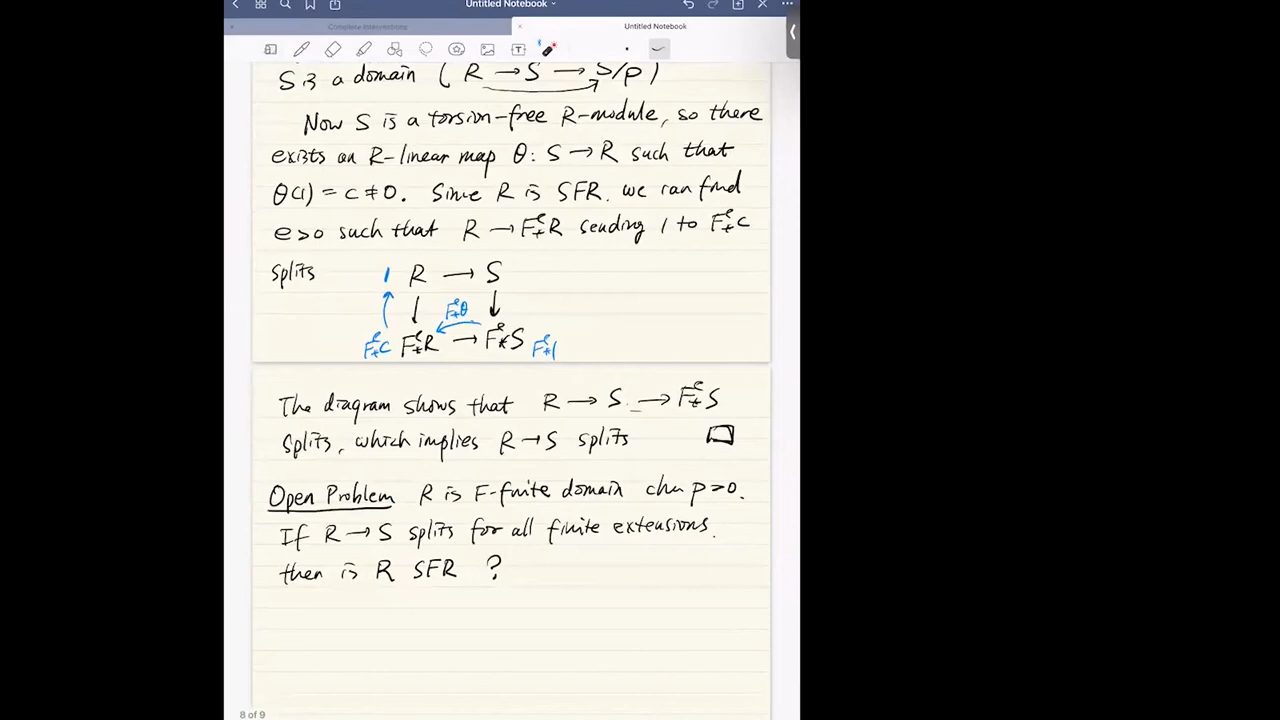 Untitled Notebook
Complete Intersections
Untitled Notebook
S is a domain ( R → S → S/p )
Now S is a torsion-free R-module, so there
exists an R-linear map θ: S → R such that
θ(1) = c ≠ 0. Since R is SFR. we can find
e>0 such that R → F^e_*R sending 1 to F^e_*c
splits
1 R → S
F^e_*θ
F^e_*c F^e_*R → F^e_*S F^e_*1
The diagram shows that R → S → F^e_*S
splits, which implies R → S splits □
Open Problem R is F-finite domain char p>0.
If R → S splits for all finite extensions.
then is R SFR ?
8 of 9